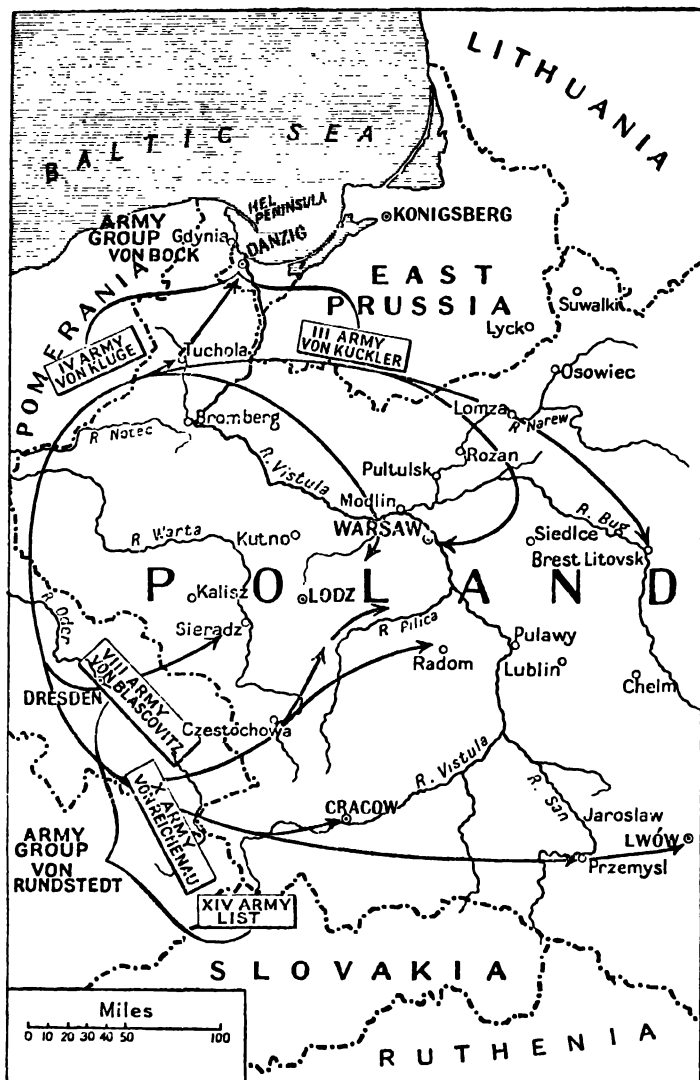 LITHUANIA
BALTIC SEA
HEL
PENINSULA
KONIGSBERG
ARMY
GROUP
VON BOCK
Gdynia
DANZIG
EAST
PRUSSIA
Suwalki
Lyck
POMERANIA
IV ARMY
VON KLUGE
III ARMY
VON KUCKLER
Tuchola
Osowiec
Lomza
R Narew
Bromberg
R Notec
R. Vistula
Rozan
Pultulsk
Modlin
R. Bug
WARSAW
R. Warta
Kutno
Siedlce
Brest Litovsk
POLAND
Kalisz
LODZ
R. Oder
Sieradz
R Pilica
Pulawy
Radom
Lublin
Chelm
VIII ARMY
VON BLASCOVITZ
DRESDEN
Czestochowa
R. Vistula
R. San
X ARMY
VON REICHENAU
CRACOW
Jaroslaw
LWÓW
Przemysl
ARMY
GROUP
VON
RUNDSTEDT
XIV ARMY
LIST
SLOVAKIA
RUTHENIA
Miles
0 10 20 30 40 50 100